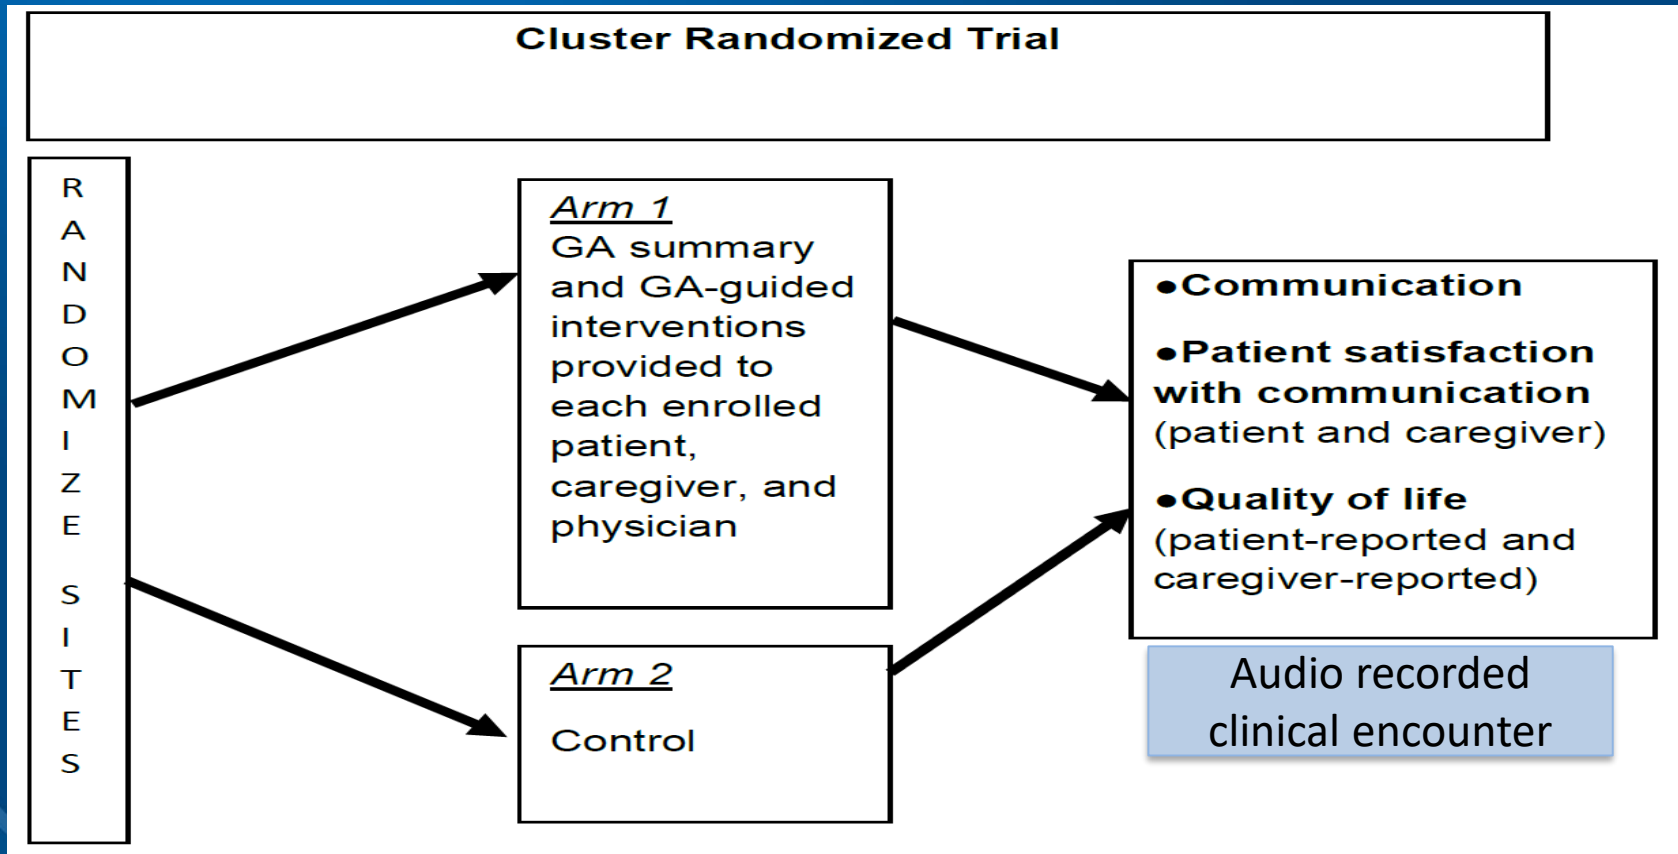 Cluster Randomized Trial
RANDOMIZE SITES
Arm 1
GA summary
and GA-guided
interventions
provided to
each enrolled
patient,
caregiver, and
physician
Arm 2
Control
●Communication
●Patient satisfaction
with communication
(patient and caregiver)
●Quality of life
(patient-reported and
caregiver-reported)
Audio recorded
clinical encounter